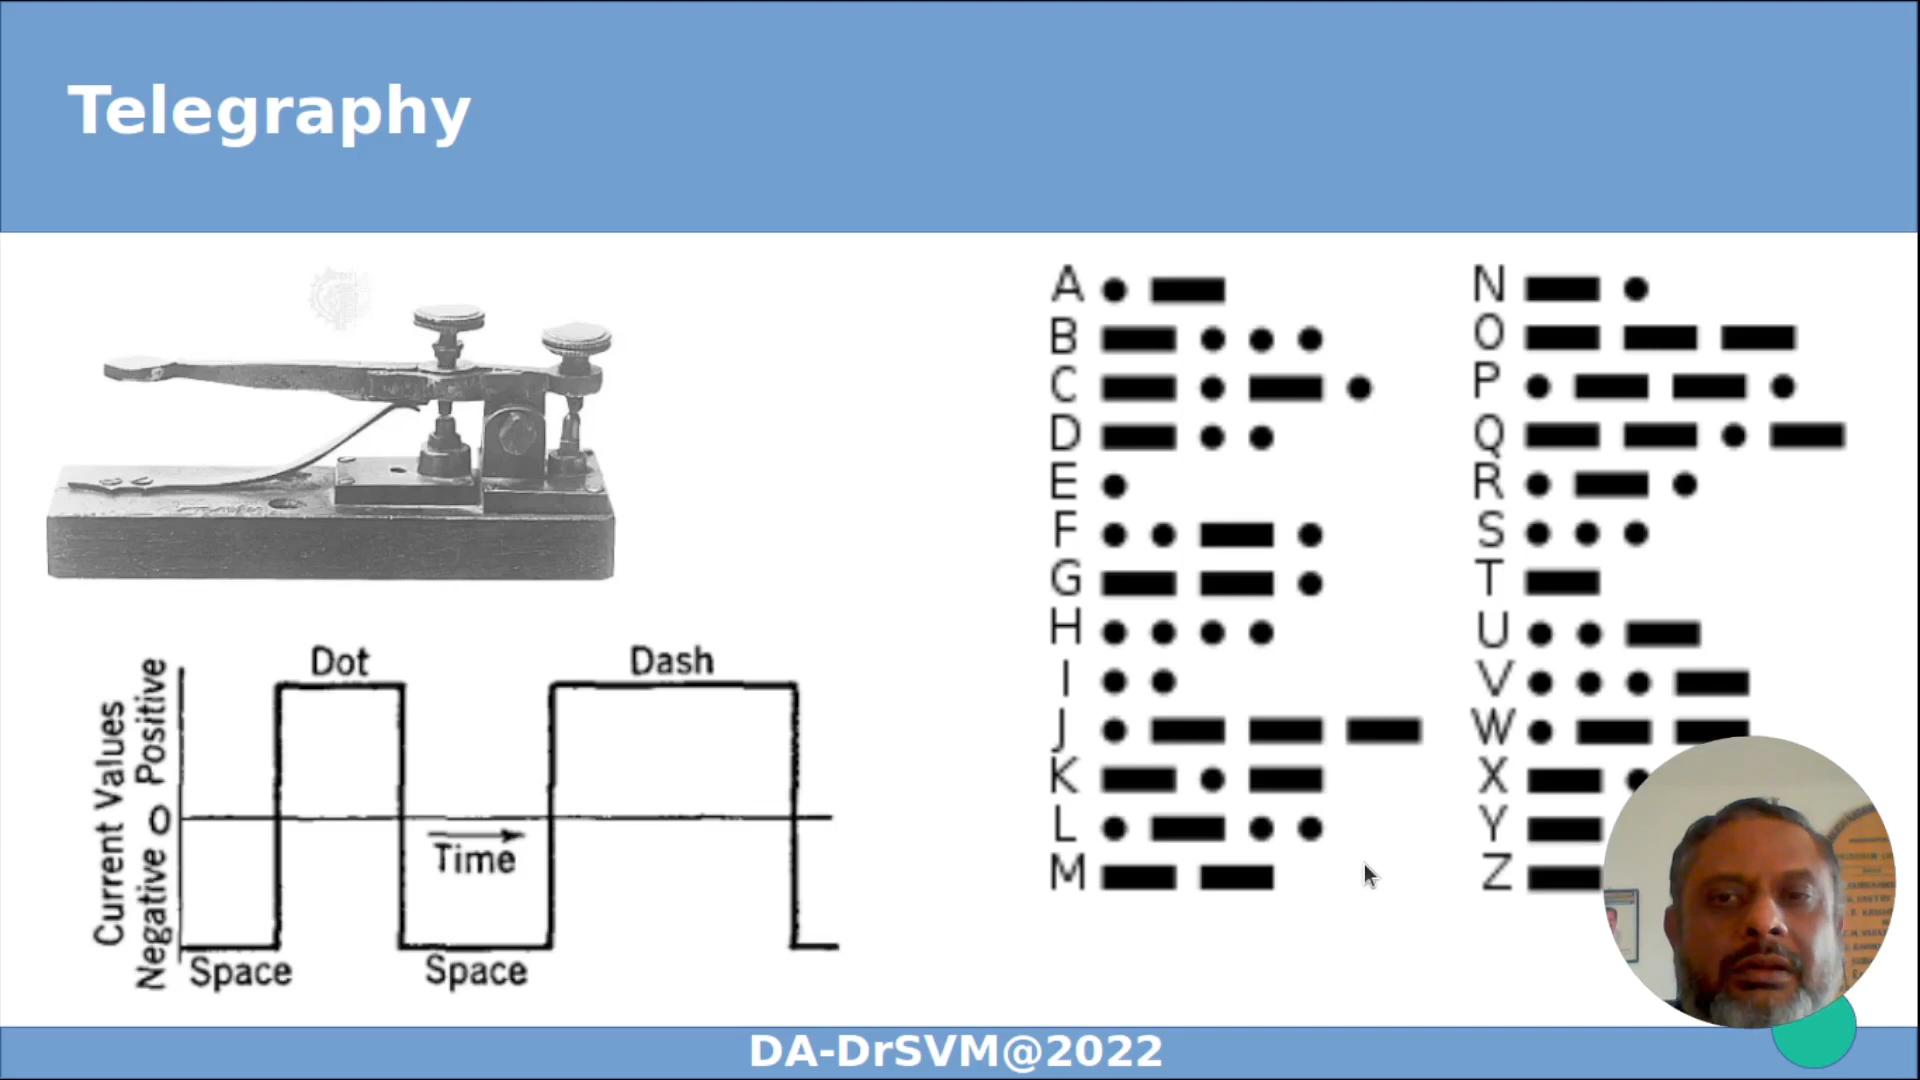 Telegraphy
Dot
Dash
Current Values
Negative 0 Positive
Time
Space
Space
A
B
C
D
E
F
G
H
I
J
K
L
M
N
O
P
Q
R
S
T
U
V
W
X
Y
Z
DA-DrSVM@2022